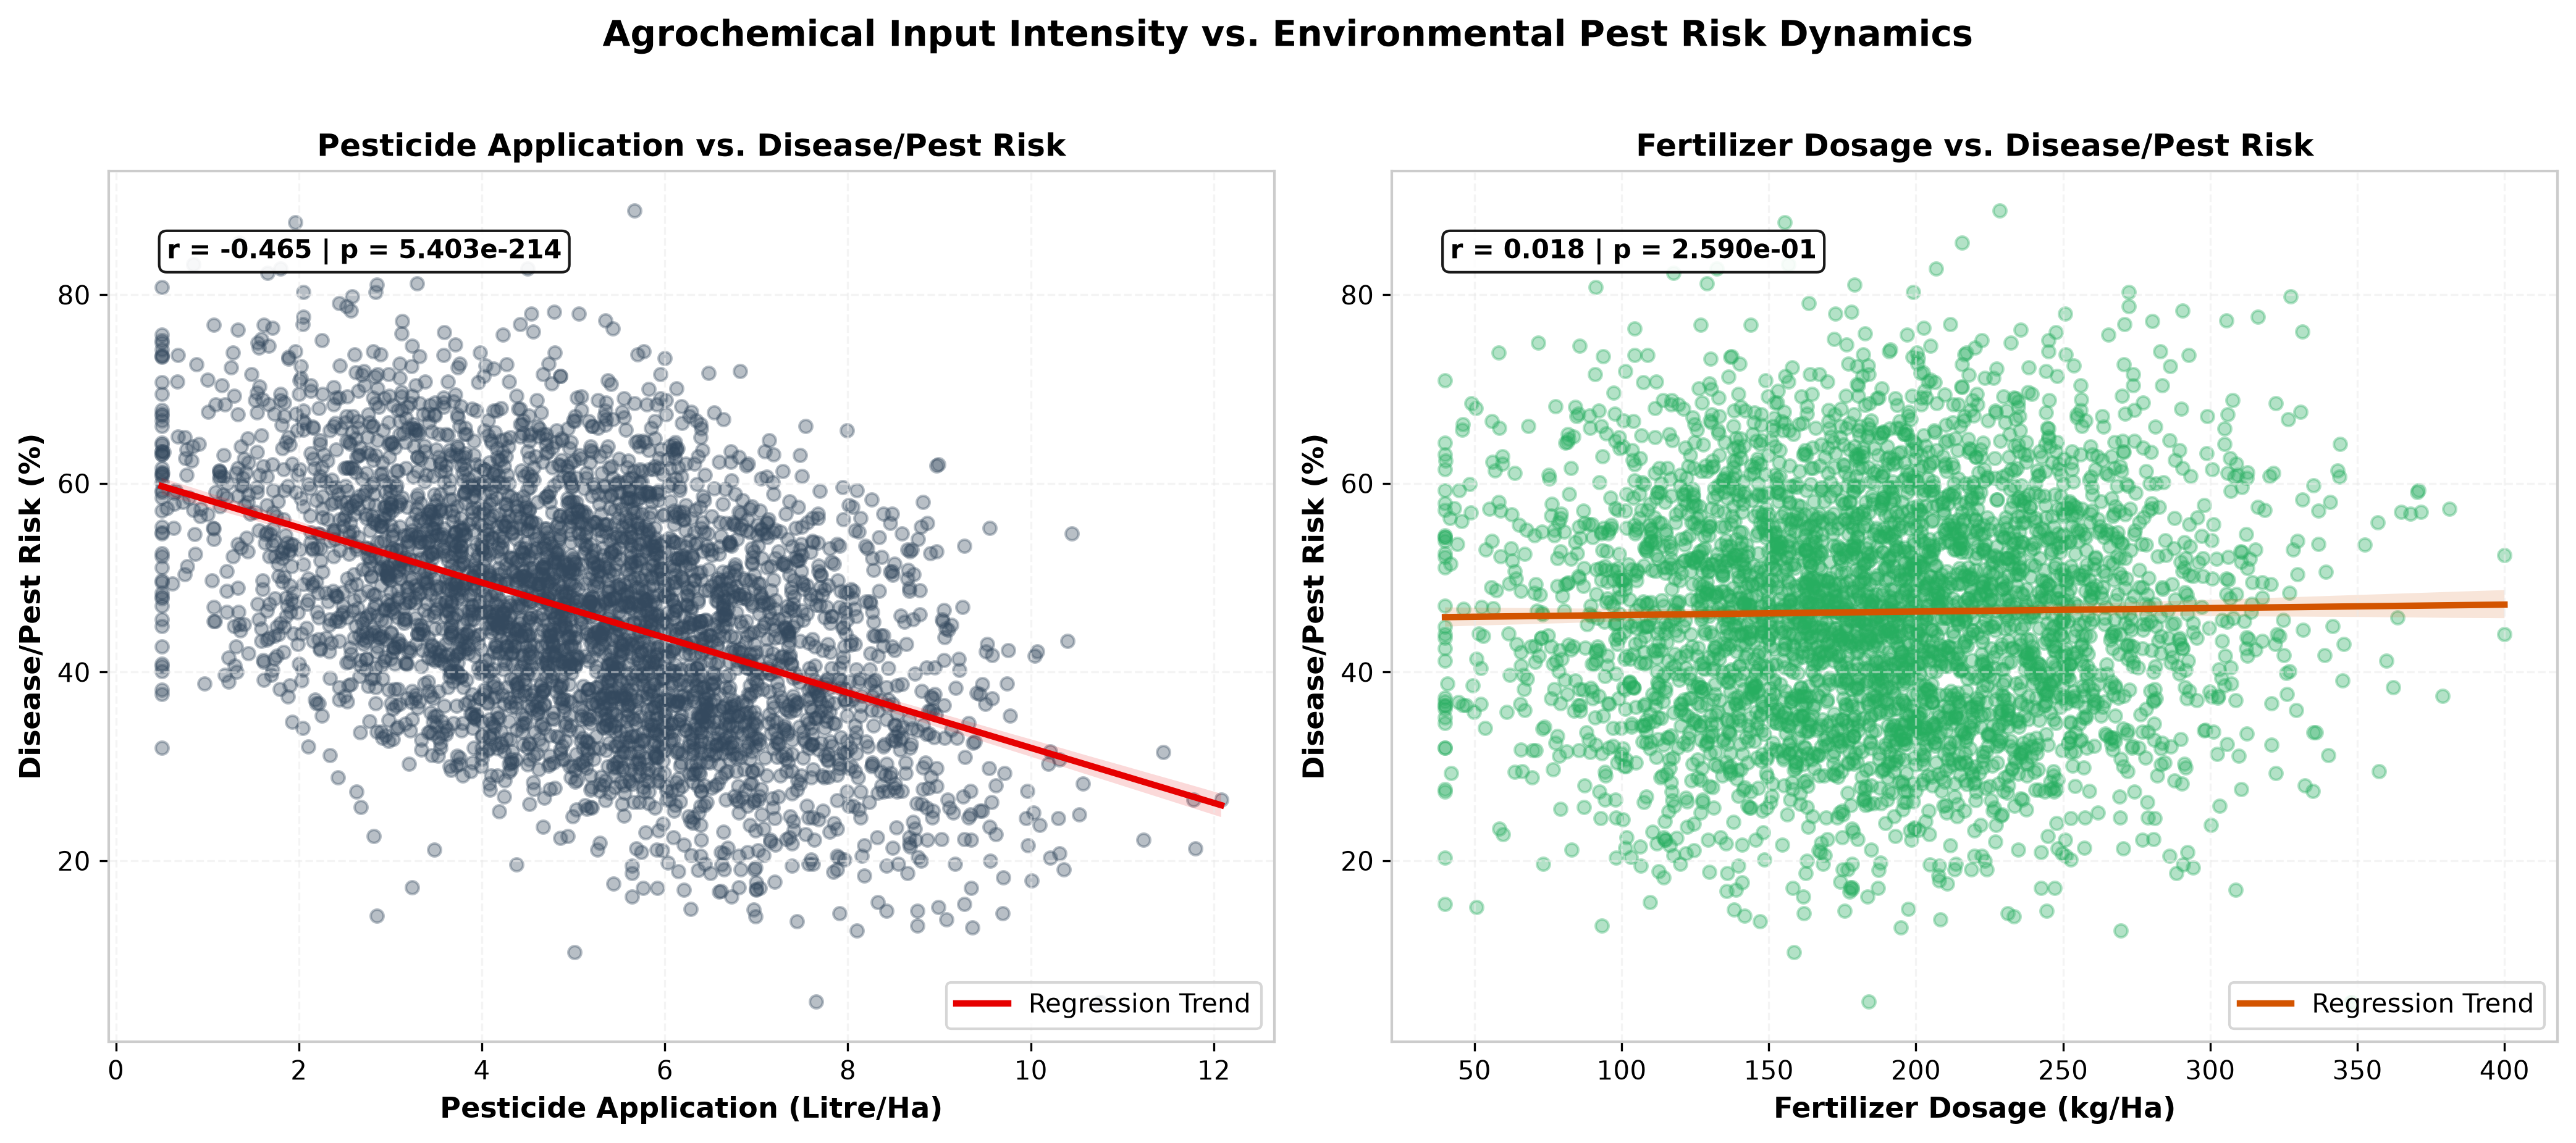 Agrochemical Input Intensity vs. Environmental Pest Risk Dynamics
Pesticide Application vs. Disease/Pest Risk
r = -0.465 | p = 5.403e-214
Disease/Pest Risk (%)
80
60
40
20
0
2
4
6
8
10
12
Pesticide Application (Litre/Ha)
Regression Trend
Fertilizer Dosage vs. Disease/Pest Risk
r = 0.018 | p = 2.590e-01
Disease/Pest Risk (%)
80
60
40
20
50
100
150
200
250
300
350
400
Fertilizer Dosage (kg/Ha)
Regression Trend